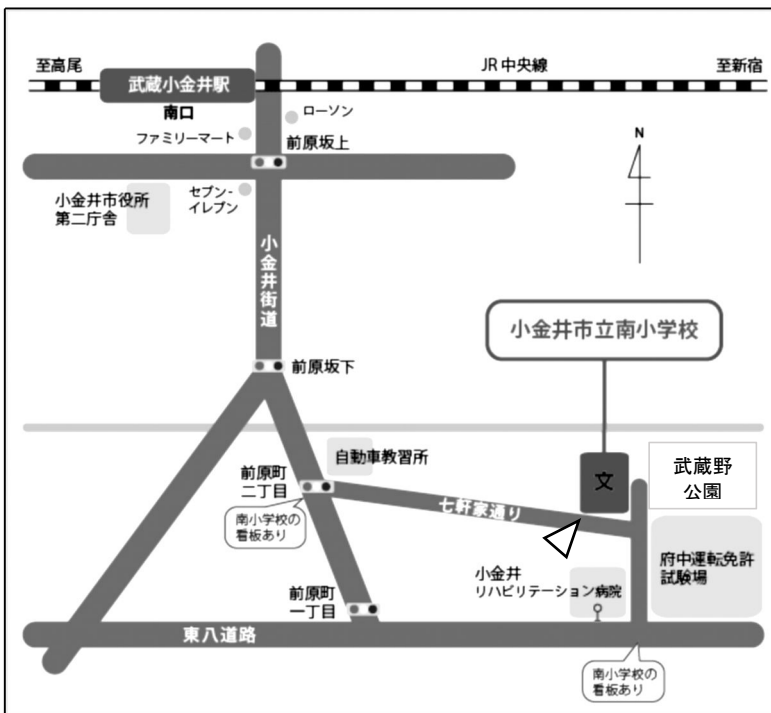 至高尾
武蔵小金井駅
JR中央線
至新宿
南口
ローソン
ファミリーマート
前原坂上
N
小金井市役所
第二庁舎
セブン-
イレブン
小金井街道
小金井市立南小学校
前原坂下
自動車教習所
文
武蔵野
公園
前原町
二丁目
七軒家通り
南小学校の
看板あり
府中運転免許
試験場
小金井
リハビリテーション病院
前原町
一丁目
東八道路
南小学校の
看板あり